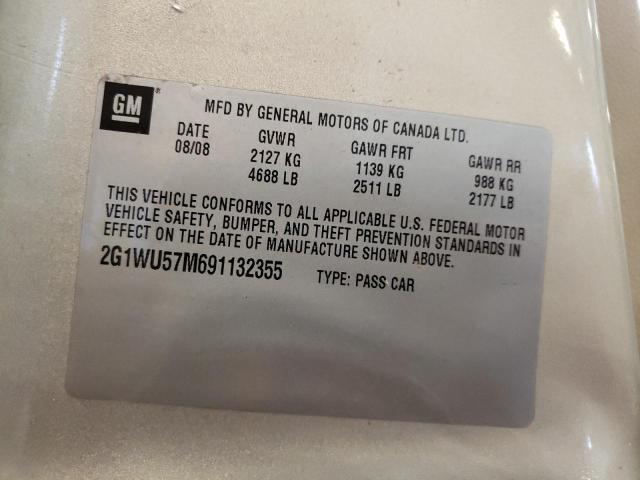 GM®
MFD BY GENERAL MOTORS OF CANADA LTD.
DATE GVWR GAWR FRT GAWR RR
08/08 2127 KG 1139 KG 988 KG
4688 LB 2511 LB 2177 LB
THIS VEHICLE CONFORMS TO ALL APPLICABLE U.S. FEDERAL MOTOR
VEHICLE SAFETY, BUMPER, AND THEFT PREVENTION STANDARDS IN
EFFECT ON THE DATE OF MANUFACTURE SHOWN ABOVE.
2G1WU57M691132355 TYPE: PASS CAR